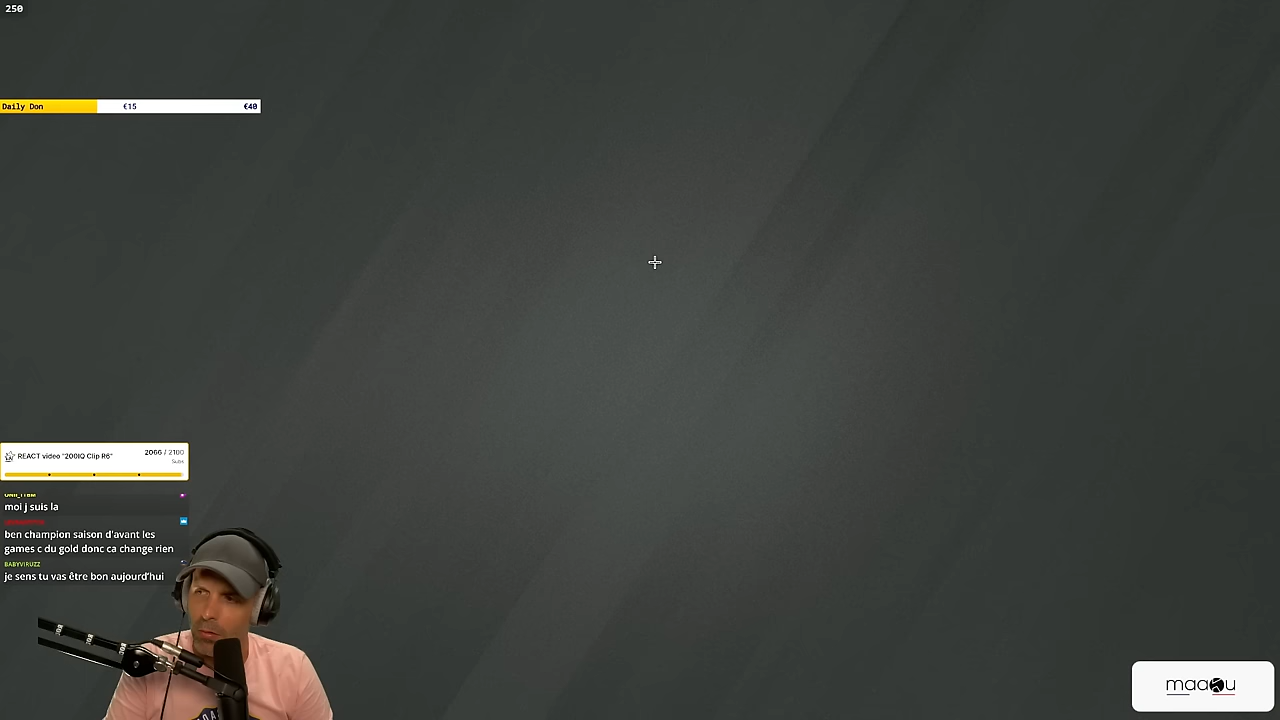 250
Daily Don €15 €40
REACT video "200IQ Clip R6" 2066 / 2100
Subs
moi j suis la
ben champion saison d'avant les
games c du gold donc ca change rien
BABYVIRUZZ
je sens tu vas être bon aujourd'hui